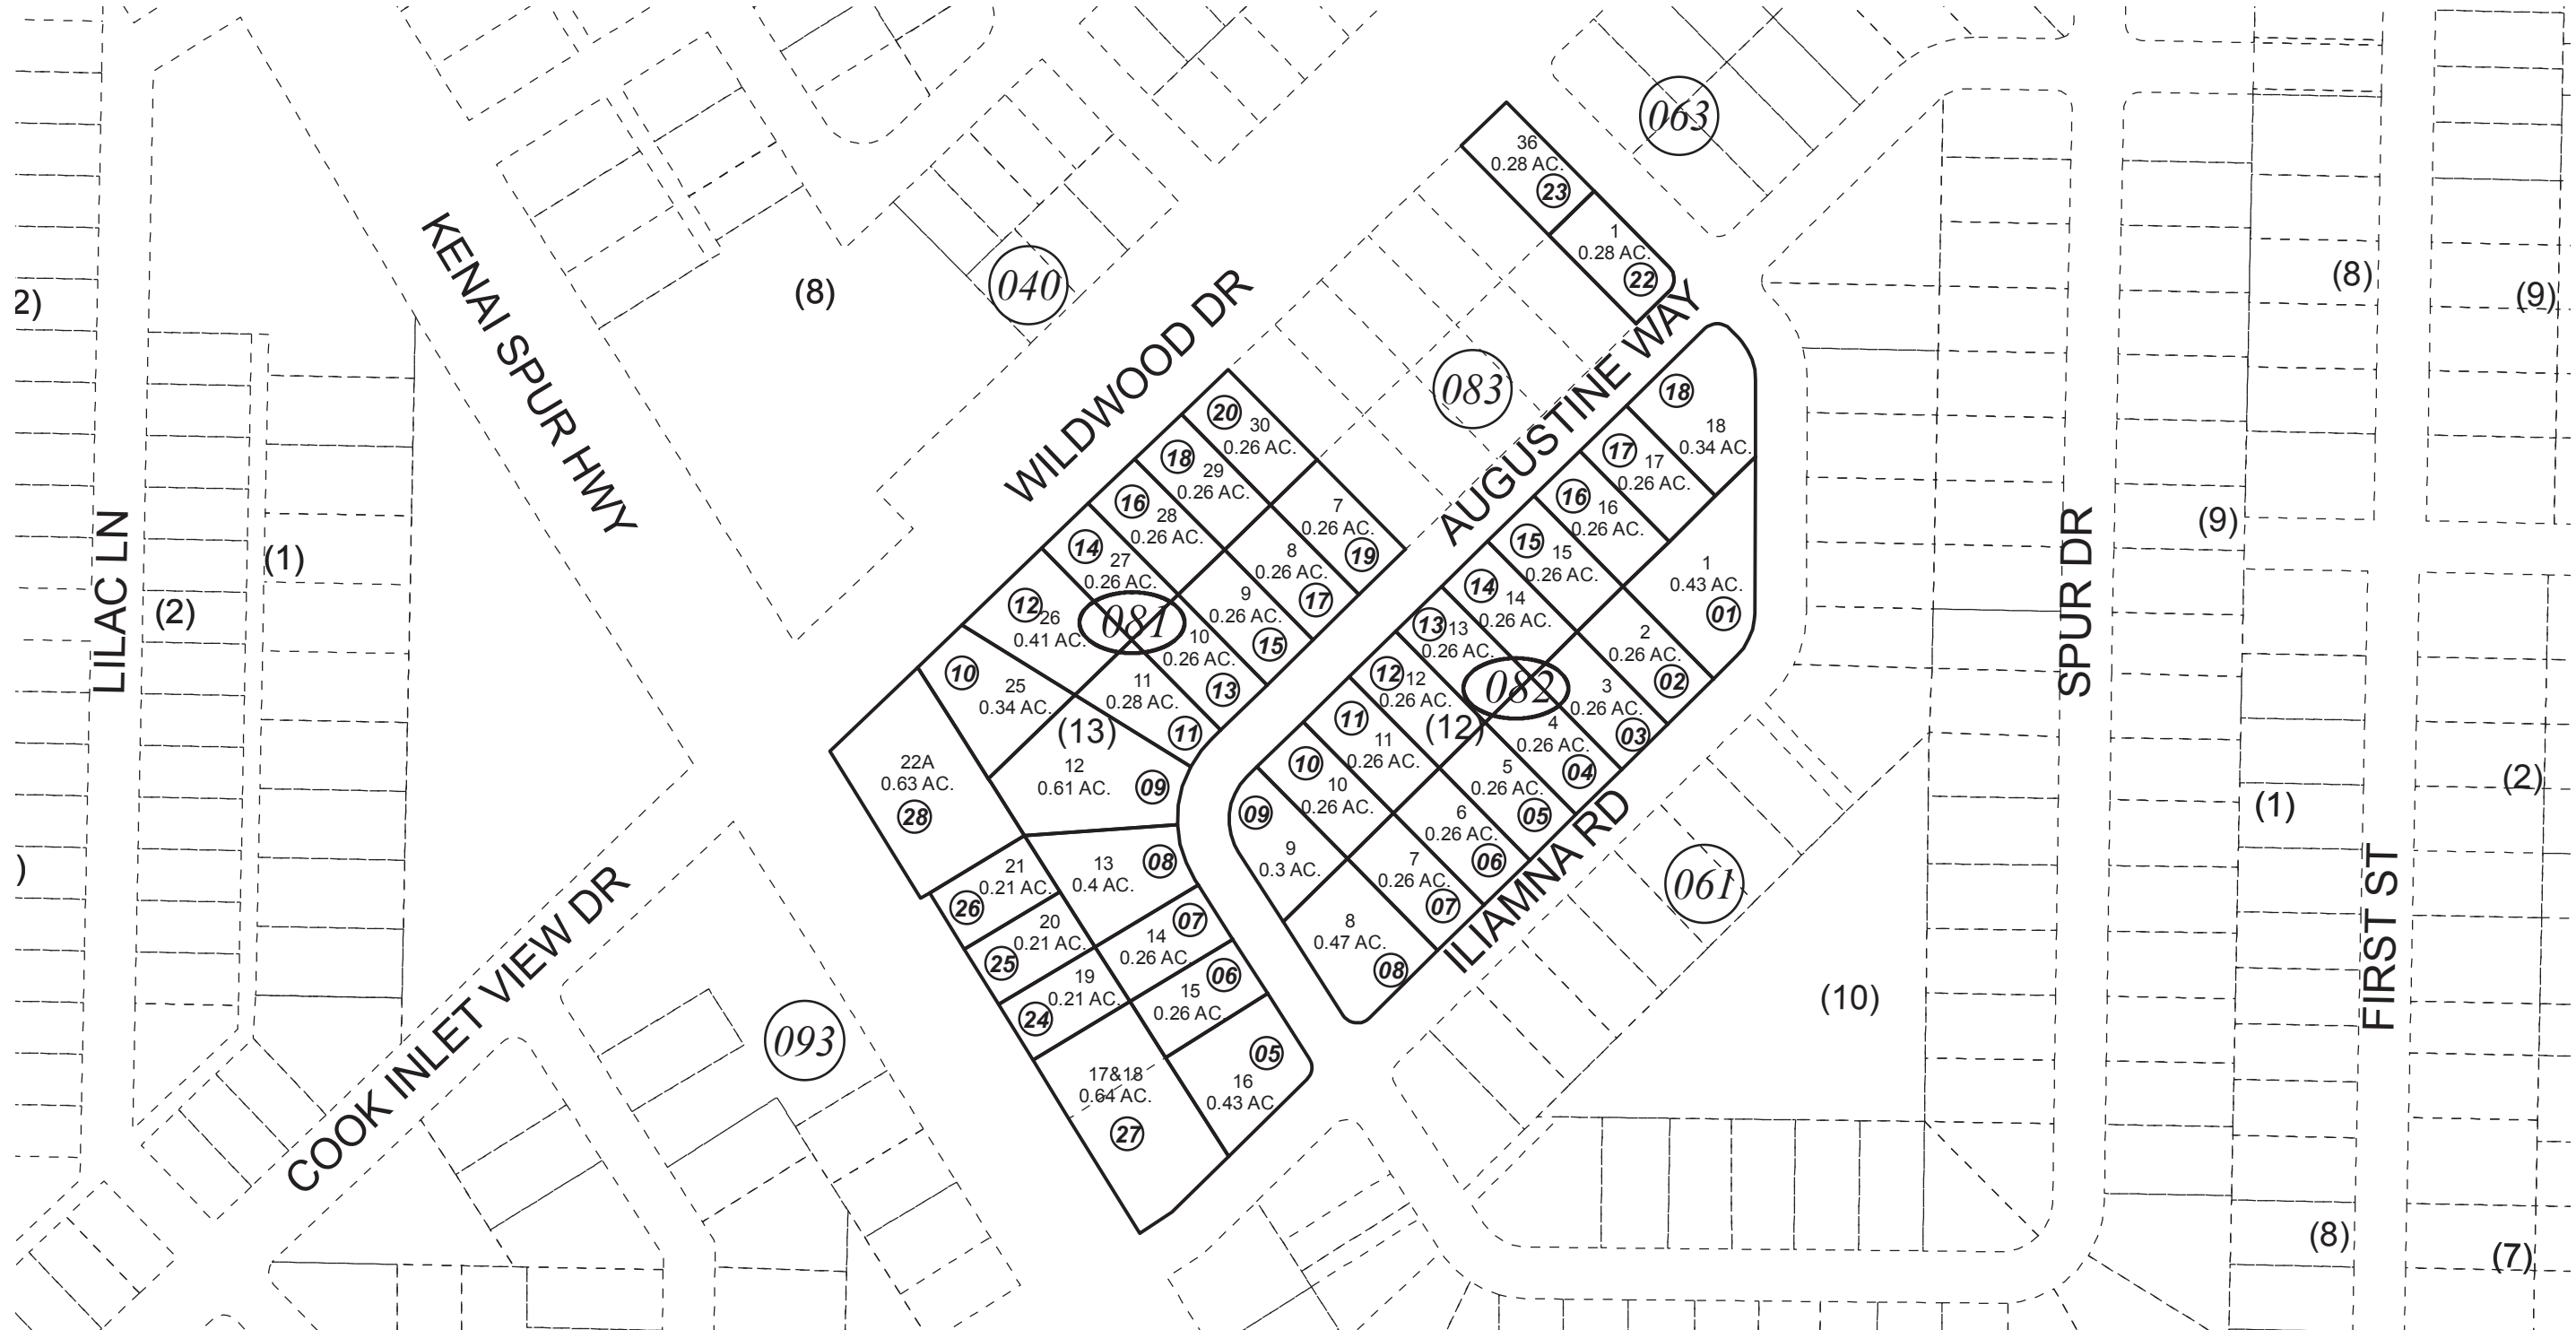 063
36
0.28 AC.
23
1
0.28 AC.
22
KENAI SPUR HWY
(8)
040
WILDWOOD DR
AUGUSTINE WAY
083
2)
(8)
(9)
LILAC LN
(1)
(2)
20
30
0.26 AC.
18
29
0.26 AC.
16
28
0.26 AC.
14
27
0.26 AC.
12
26
0.41 AC.
10
25
0.34 AC.
22A
0.63 AC.
28
081
(13)
7
0.26 AC.
19
8
0.26 AC.
17
9
0.26 AC.
15
10
0.26 AC.
13
11
0.28 AC.
11
12
0.61 AC.
09
13
0.4 AC.
08
14
0.26 AC.
07
15
0.26 AC.
06
16
0.43 AC
05
21
0.21 AC.
26
20
0.21 AC.
25
19
0.21 AC.
24
17&18
0.64 AC.
27
18
18
0.34 AC.
17
17
0.26 AC.
16
16
0.26 AC.
15
15
0.26 AC.
14
14
0.26 AC.
13
13
0.26 AC.
12
12
0.26 AC.
11
11
0.26 AC.
10
10
0.26 AC.
09
9
0.3 AC.
082
(12)
1
0.43 AC.
01
2
0.26 AC.
02
3
0.26 AC.
03
4
0.26 AC.
04
5
0.26 AC.
05
6
0.26 AC.
06
7
0.26 AC.
07
8
0.47 AC.
08
ILIAMNA RD
061
(10)
SPUR DR
(9)
(1)
(2)
FIRST ST
(8)
(7)
COOK INLET VIEW DR
093
)